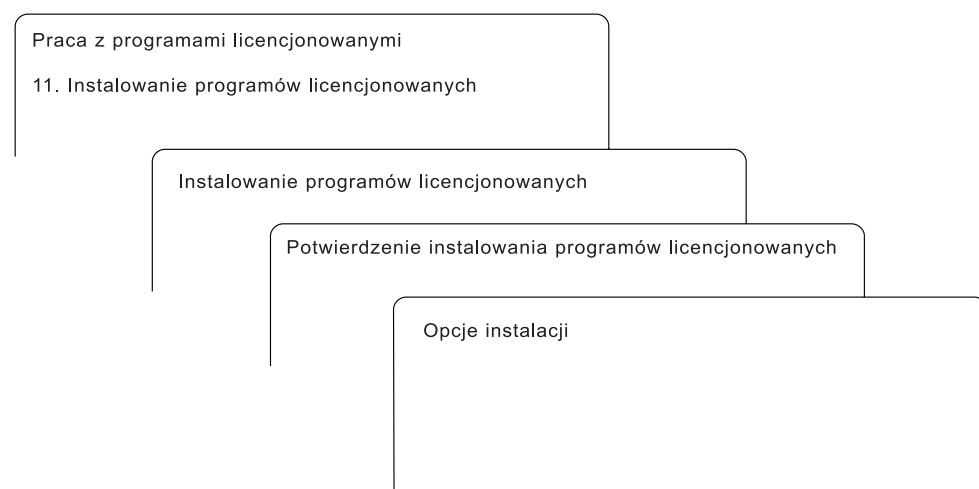 Praca z programami licencjonowanymi
11. Instalowanie programów licencjonowanych
Instalowanie programów licencjonowanych
Potwierdzenie instalowania programów licencjonowanych
Opcje instalacji